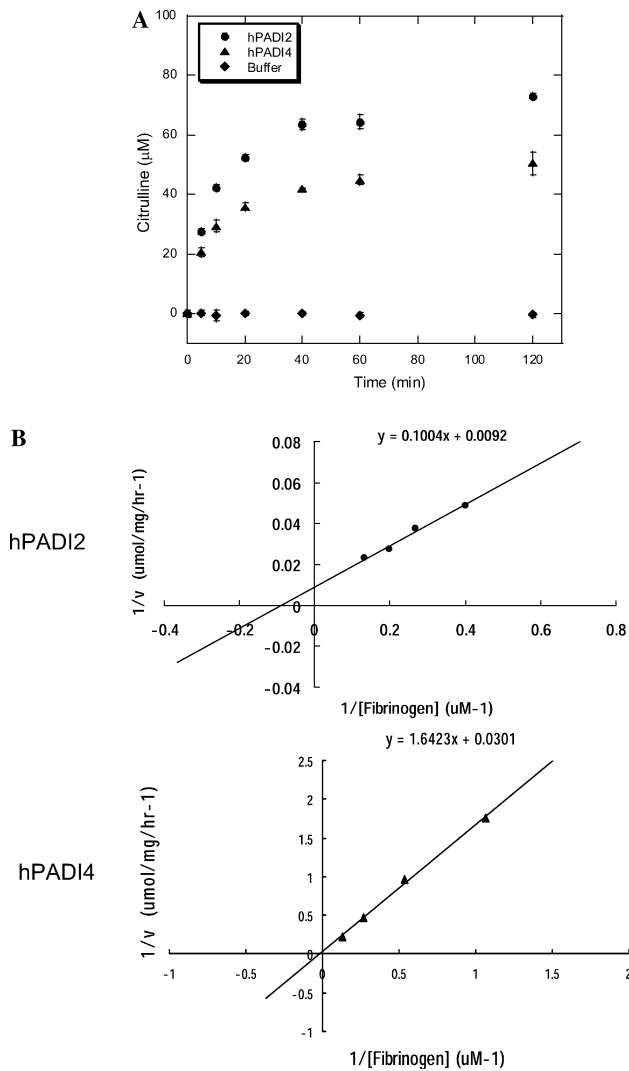 A
hPADI2
hPADI4
Buffer
100
80
60
40
20
0
Citrulline (μM)
0 20 40 60 80 100 120
Time (min)
B
hPADI2
y = 0.1004x + 0.0092
0.08
0.06
0.04
0.02
0
-0.02
-0.04
1/v (umol/mg/hr-1)
-0.4 -0.2 0 0.2 0.4 0.6 0.8
1/[Fibrinogen] (uM-1)
hPADI4
y = 1.6423x + 0.0301
2.5
2
1.5
1
0.5
0
-0.5
-1
1/v (umol/mg/hr-1)
-1 -0.5 0 0.5 1 1.5 2
1/[Fibrinogen] (uM-1)